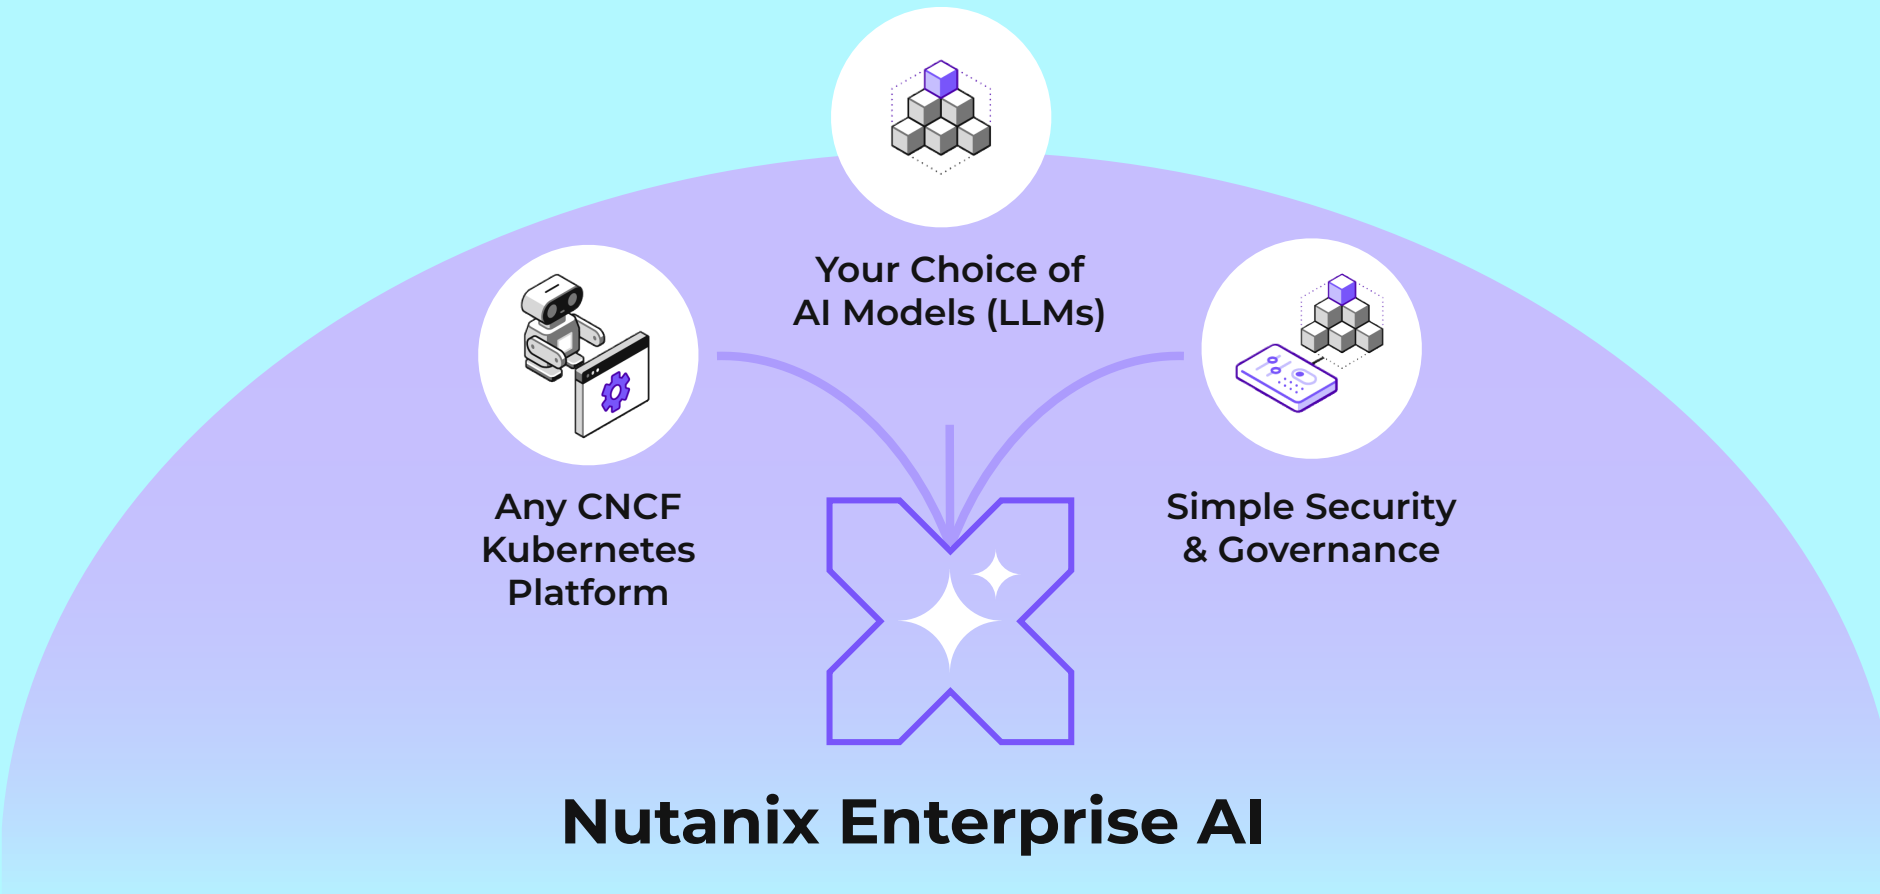 Your Choice of
AI Models (LLMs)
Any CNCF
Kubernetes
Platform
Simple Security
& Governance
Nutanix Enterprise AI